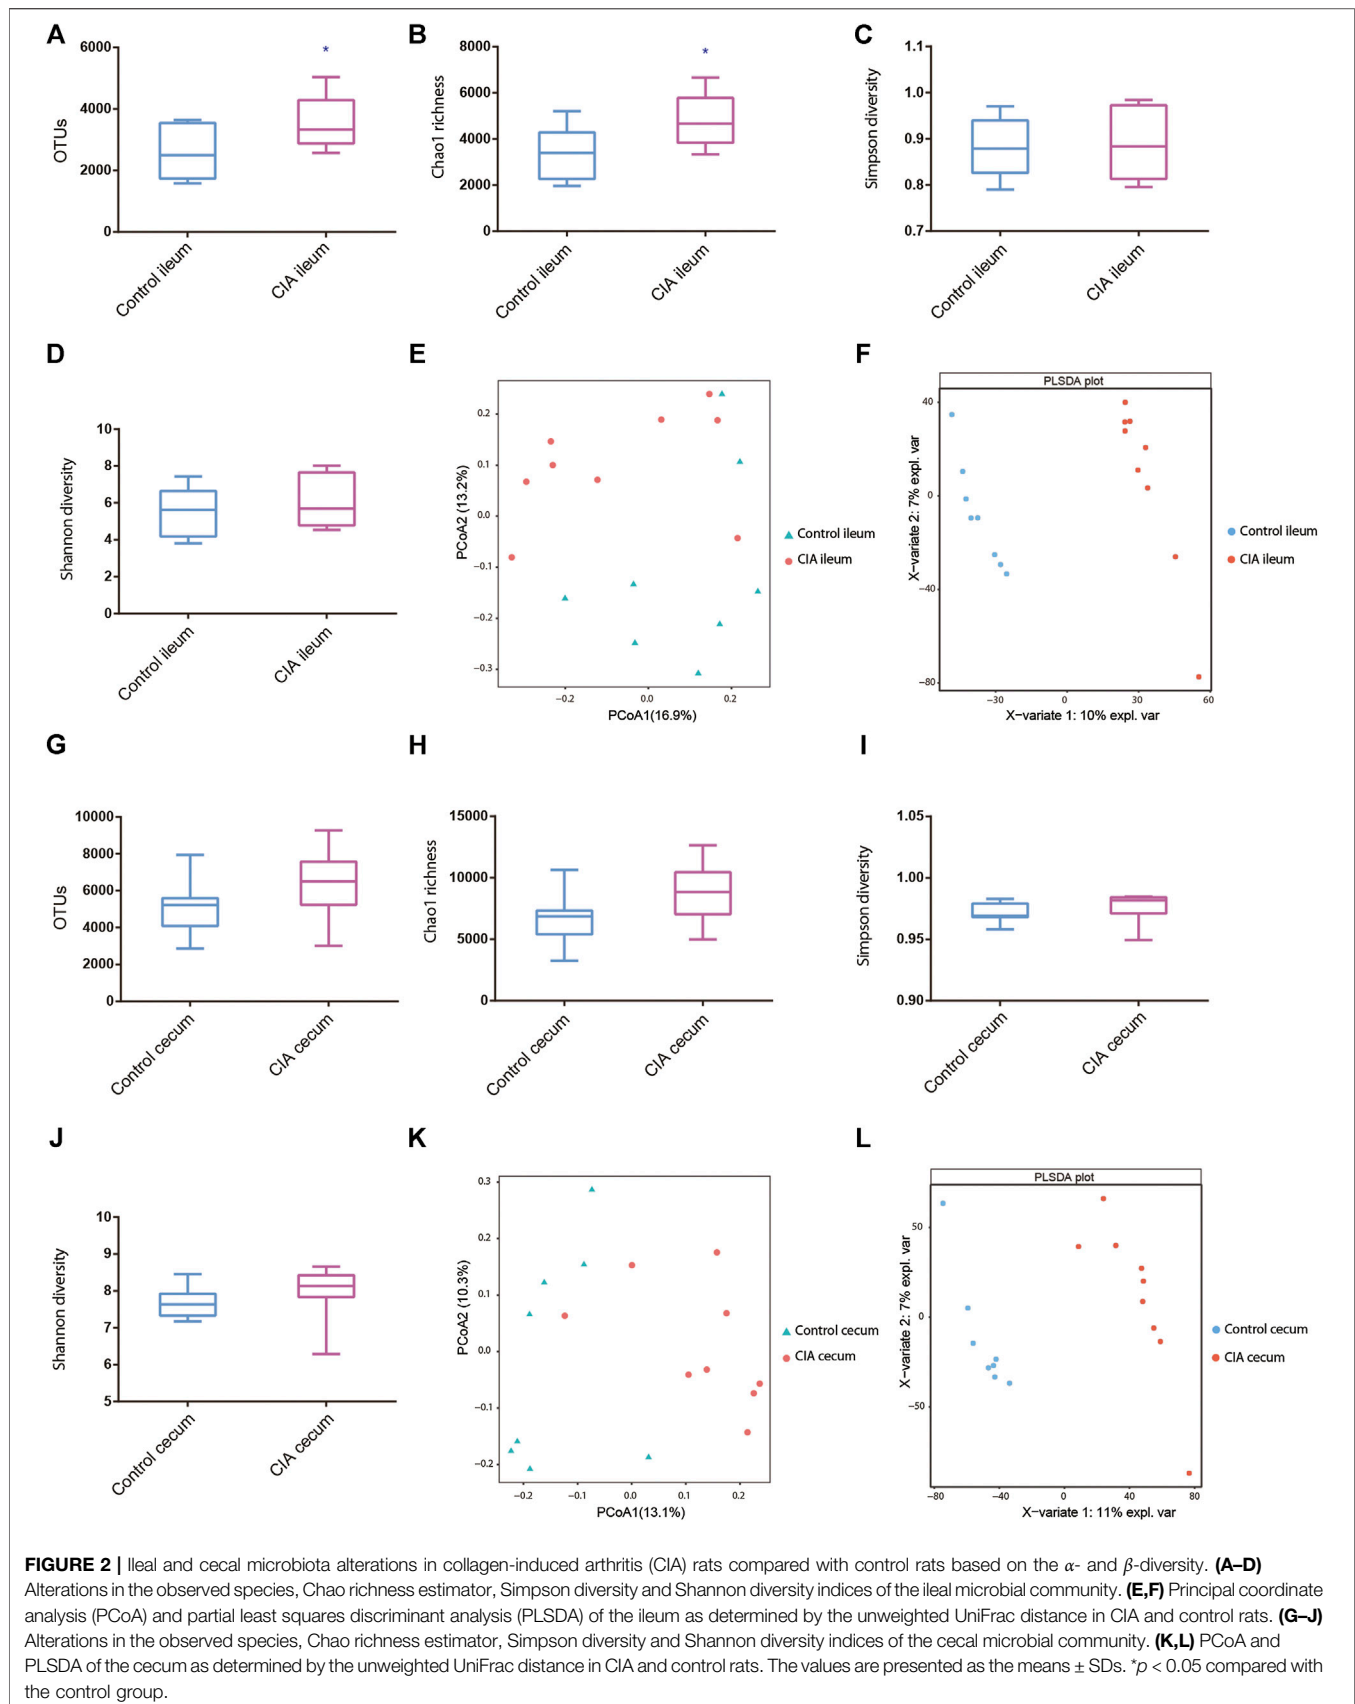 A
6000
4000
2000
0
OTUs
*
Control ileum
CIA ileum
B
8000
6000
4000
2000
0
Chao1 richness
*
Control ileum
CIA ileum
C
1.1
1.0
0.9
0.8
0.7
Simpson diversity
Control ileum
CIA ileum
D
10
8
6
4
2
0
Shannon diversity
Control ileum
CIA ileum
E
0.2
0.1
0.0
−0.1
−0.2
−0.3
PCoA2 (13.2%)
−0.2
0.0
0.2
PCoA1(16.9%)
Control ileum
CIA ileum
F
PLSDA plot
40
0
−40
−80
X−variate 2: 7% expl. var
−30
0
30
60
X−variate 1: 10% expl. var
Control ileum
CIA ileum
G
10000
8000
6000
4000
2000
0
OTUs
Control cecum
CIA cecum
H
15000
10000
5000
0
Chao1 richness
Control cecum
CIA cecum
I
1.05
1.00
0.95
0.90
Simpson diversity
Control cecum
CIA cecum
J
10
9
8
7
6
5
Shannon diversity
Control cecum
CIA cecum
K
0.3
0.2
0.1
0.0
−0.1
−0.2
PCoA2 (10.3%)
−0.2
−0.1
0.0
0.1
0.2
PCoA1(13.1%)
Control cecum
CIA cecum
L
PLSDA plot
50
0
−50
X−variate 2: 7% expl. var
−80
−40
0
40
80
X−variate 1: 11% expl. var
Control cecum
CIA cecum
FIGURE 2 | Ileal and cecal microbiota alterations in collagen-induced arthritis (CIA) rats compared with control rats based on the α- and β-diversity. (A–D)
Alterations in the observed species, Chao richness estimator, Simpson diversity and Shannon diversity indices of the ileal microbial community. (E,F) Principal coordinate
analysis (PCoA) and partial least squares discriminant analysis (PLSDA) of the ileum as determined by the unweighted UniFrac distance in CIA and control rats. (G–J)
Alterations in the observed species, Chao richness estimator, Simpson diversity and Shannon diversity indices of the cecal microbial community. (K,L) PCoA and
PLSDA of the cecum as determined by the unweighted UniFrac distance in CIA and control rats. The values are presented as the means ± SDs. *p < 0.05 compared with
the control group.